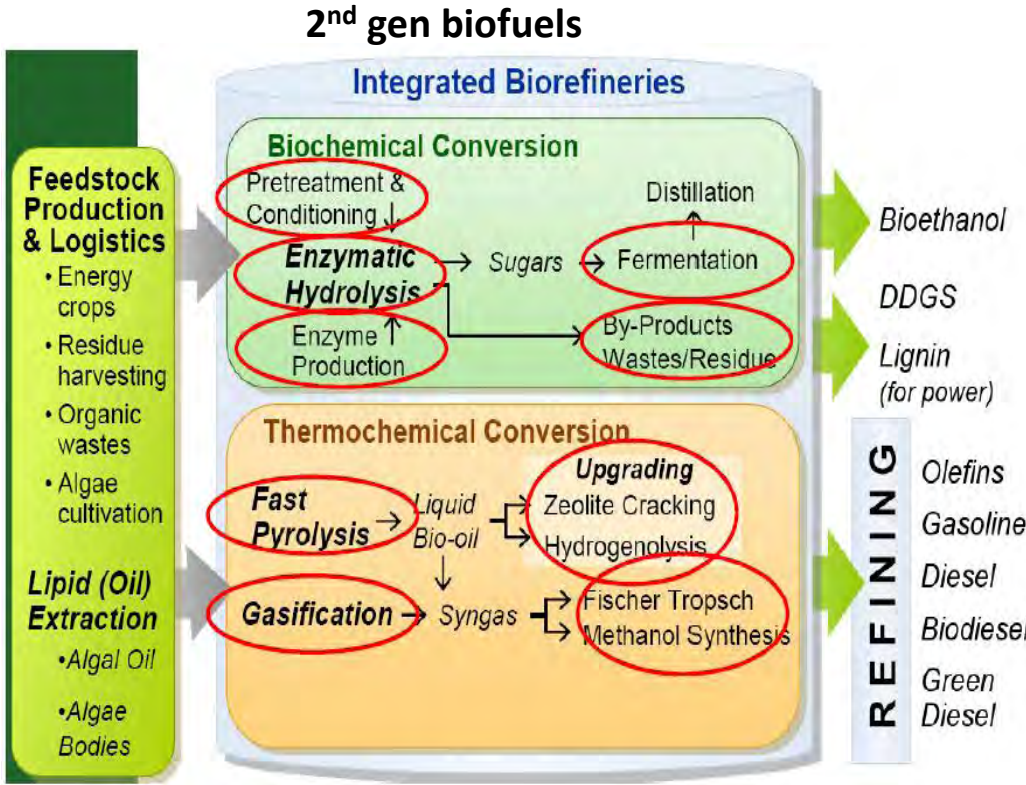 2nd gen biofuels
Integrated Biorefineries
Feedstock
Production
& Logistics
• Energy
crops
• Residue
harvesting
• Organic
wastes
• Algae
cultivation
Lipid (Oil)
Extraction
•Algal Oil
•Algae
Bodies
Biochemical Conversion
Pretreatment &
Conditioning ↓
Enzymatic
Hydrolysis
→ Sugars →
Fermentation
Distillation
Enzyme ↑
Production
By-Products
Wastes/Residue
Thermochemical Conversion
Fast
Pyrolysis →
Liquid
Bio-oil
Upgrading
Zeolite Cracking
Hydrogenolysis
Gasification → Syngas
Fischer Tropsch
Methanol Synthesis
Bioethanol
DDGS
Lignin
(for power)
REFINING
Olefins
Gasoline
Diesel
Biodiesel
Green
Diesel